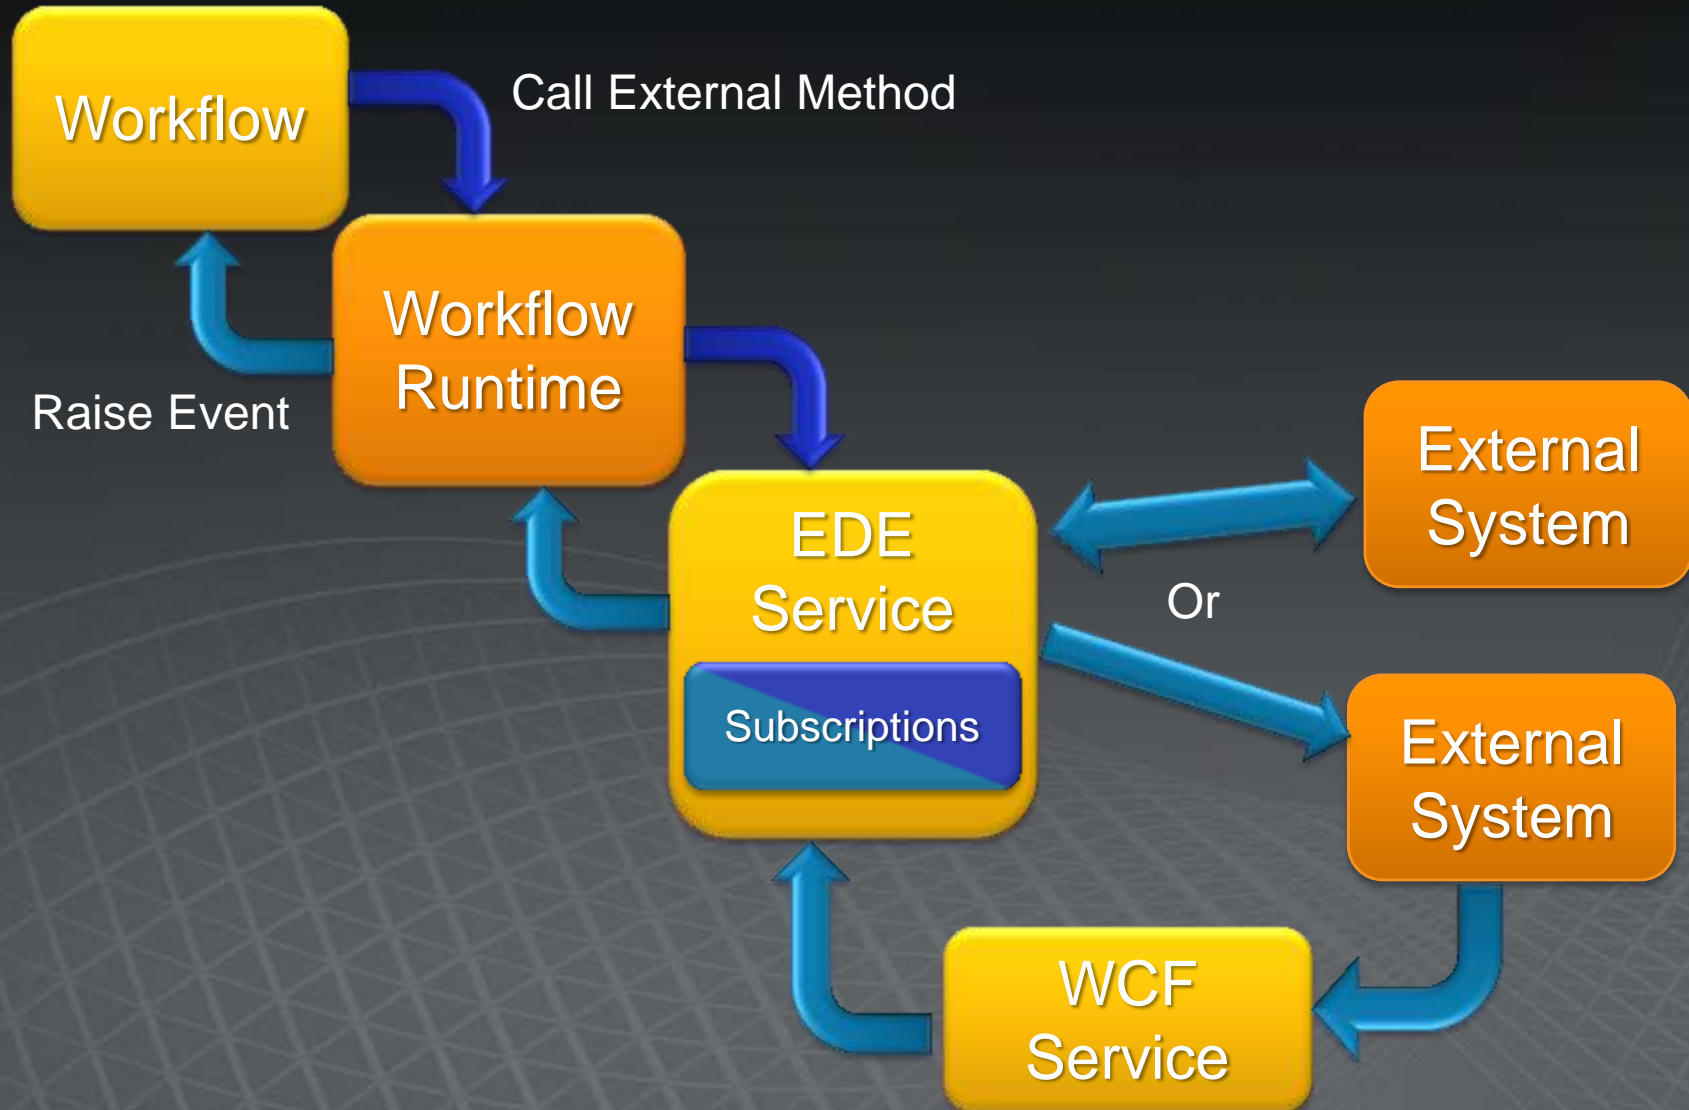 Workflow
Call External Method
Workflow
Runtime
Raise Event
External
System
EDE
Service
Or
Subscriptions
External
System
WCF
Service